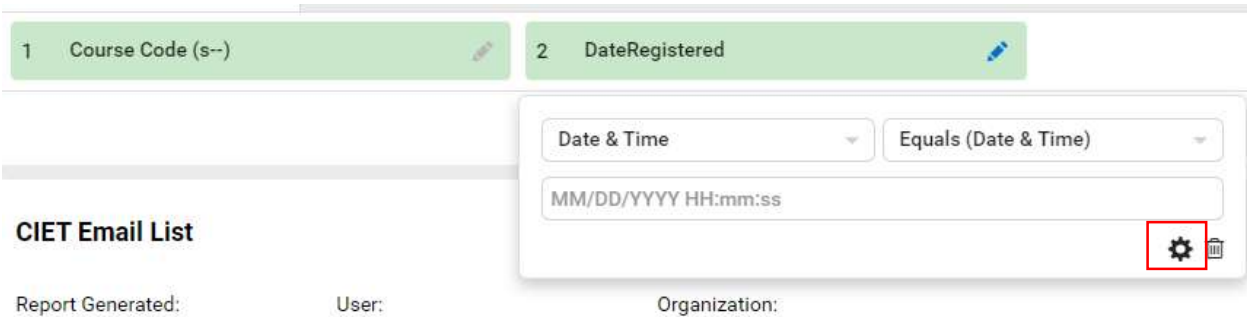 1 Course Code (s--)
2 DateRegistered
Date & Time
Equals (Date & Time)
MM/DD/YYYY HH:mm:ss
CIET Email List
Report Generated: User: Organization: